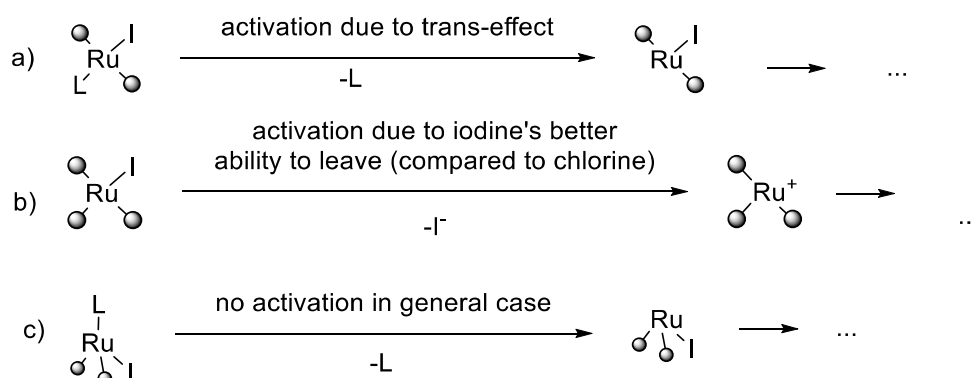 activation due to trans-effect
a) Ru I L -L Ru I ...
activation due to iodine's better
ability to leave (compared to chlorine)
b) Ru I -I⁻ Ru⁺ ..
no activation in general case
c) L Ru I -L Ru I ...